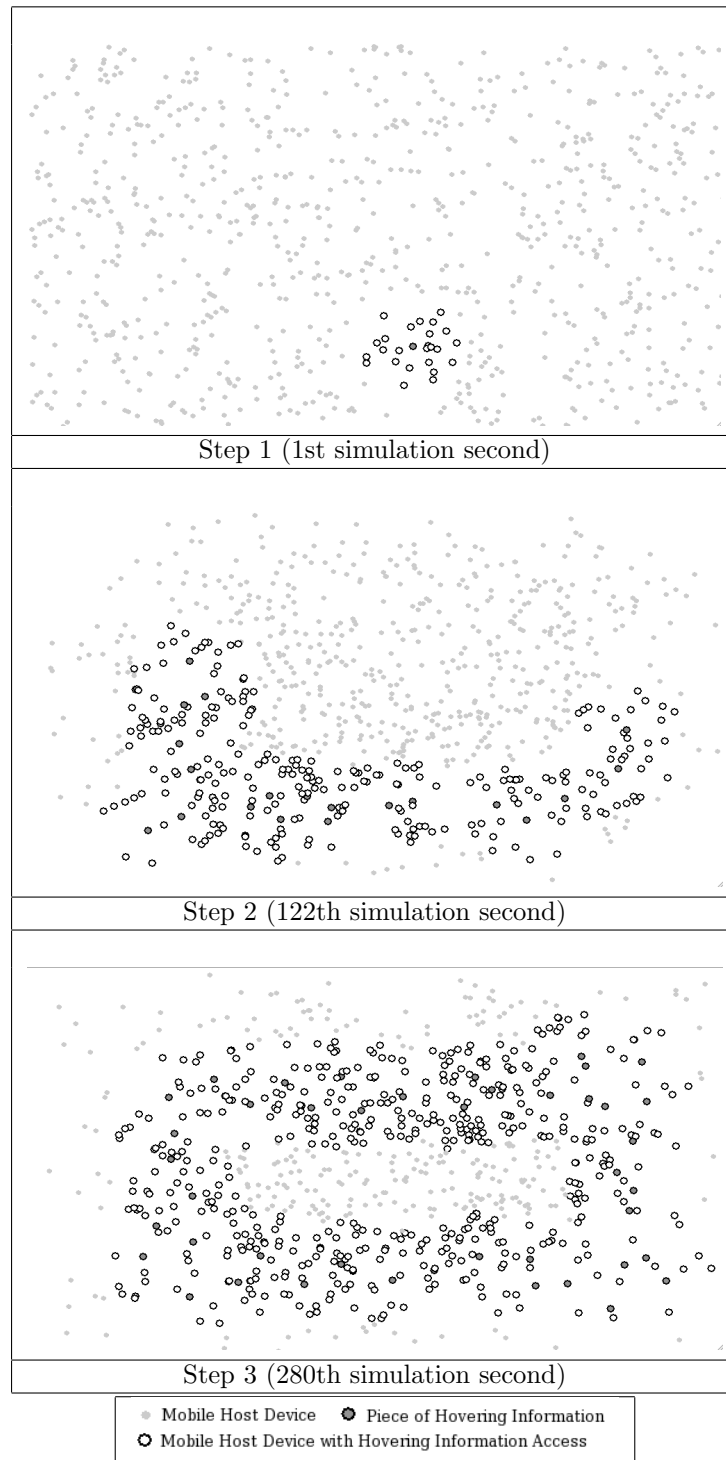 Step 1 (1st simulation second)
Step 2 (122th simulation second)
Step 3 (280th simulation second)
Mobile Host Device Piece of Hovering Information
Mobile Host Device with Hovering Information Access